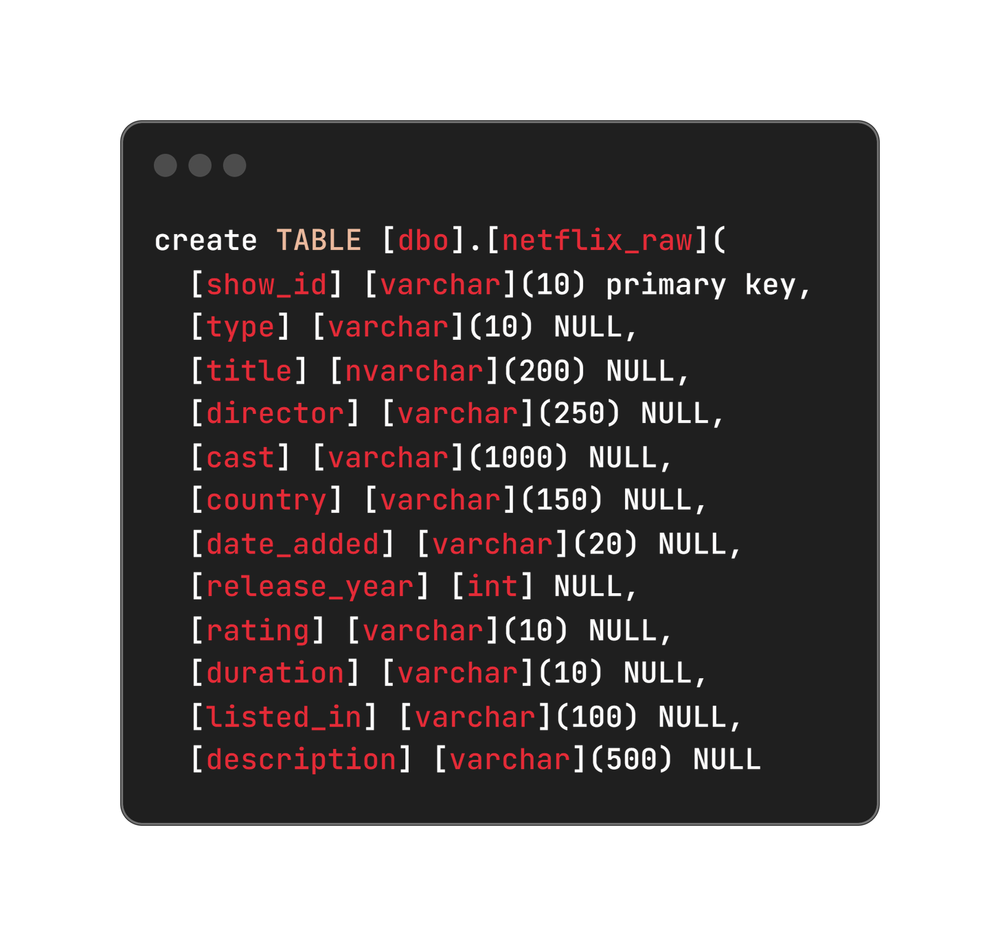 create TABLE [dbo].[netflix_raw](
[show_id] [varchar](10) primary key,
[type] [varchar](10) NULL,
[title] [nvarchar](200) NULL,
[director] [varchar](250) NULL,
[cast] [varchar](1000) NULL,
[country] [varchar](150) NULL,
[date_added] [varchar](20) NULL,
[release_year] [int] NULL,
[rating] [varchar](10) NULL,
[duration] [varchar](10) NULL,
[listed_in] [varchar](100) NULL,
[description] [varchar](500) NULL